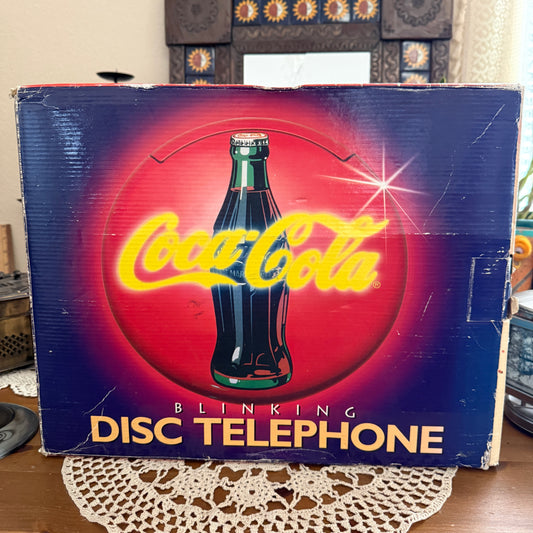 Coca-Cola
®
BLINKING
DISC TELEPHONE